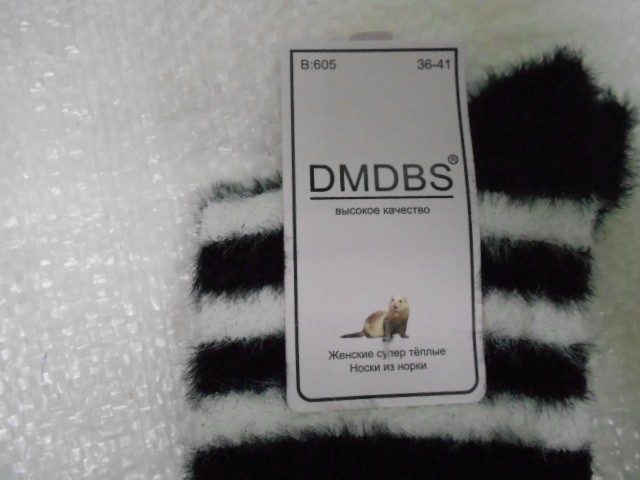 B:605 36-41
DMDBS®
высокое качество
Женские супер тёплые
Носки из норки